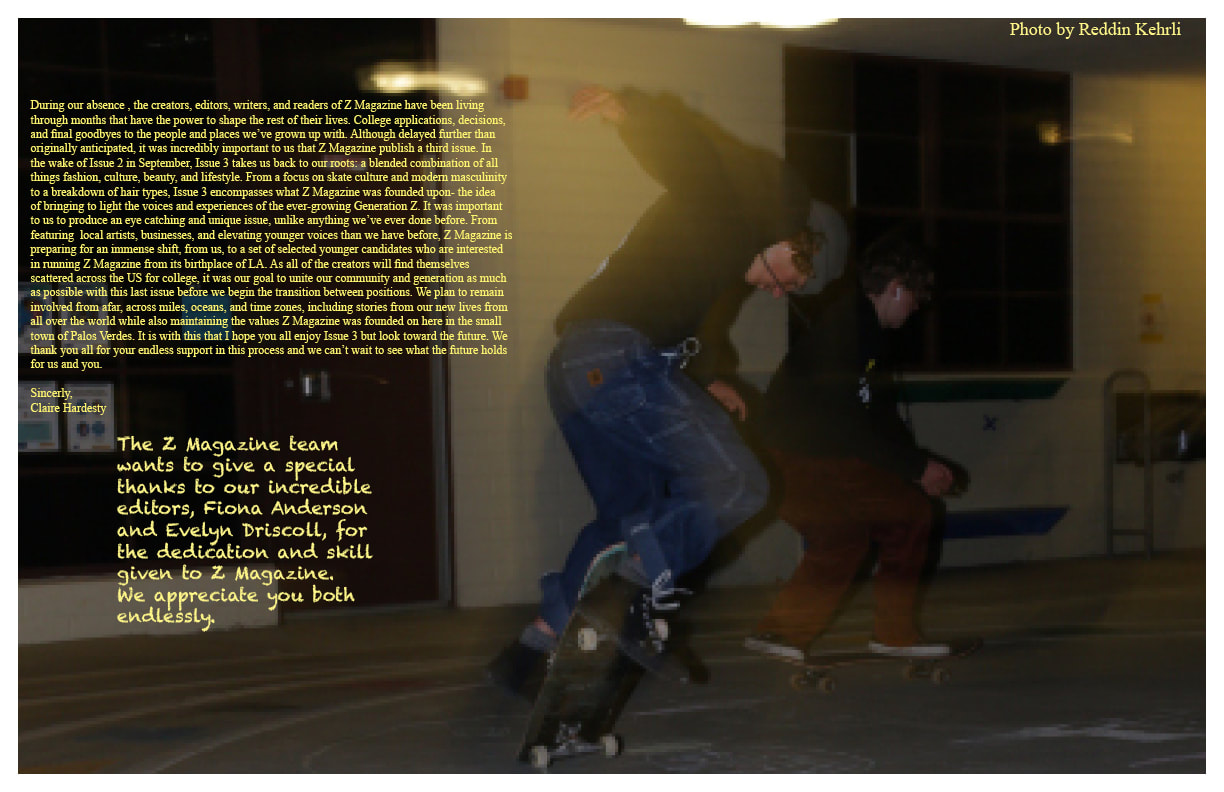 Photo by Reddin Kehrli
During our absence , the creators, editors, writers, and readers of Z Magazine have been living
through months that have the power to shape the rest of their lives. College applications, decisions,
and final goodbyes to the people and places we’ve grown up with. Although delayed further than
originally anticipated, it was incredibly important to us that Z Magazine publish a third issue. In
the wake of Issue 2 in September, Issue 3 takes us back to our roots: a blended combination of all
things fashion, culture, beauty, and lifestyle. From a focus on skate culture and modern masculinity
to a breakdown of hair types, Issue 3 encompasses what Z Magazine was founded upon- the idea
of bringing to light the voices and experiences of the ever-growing Generation Z. It was important
to us to produce an eye catching and unique issue, unlike anything we’ve ever done before. From
featuring  local artists, businesses, and elevating younger voices than we have before, Z Magazine is
preparing for an immense shift, from us, to a set of selected younger candidates who are interested
in running Z Magazine from its birthplace of LA. As all of the creators will find themselves
scattered across the US for college, it was our goal to unite our community and generation as much
as possible with this last issue before we begin the transition between positions. We plan to remain
involved from afar, across miles, oceans, and time zones, including stories from our new lives from
all over the world while also maintaining the values Z Magazine was founded on here in the small
town of Palos Verdes. It is with this that I hope you all enjoy Issue 3 but look toward the future. We
thank you all for your endless support in this process and we can’t wait to see what the future holds
for us and you.
Sincerly,
Claire Hardesty
The Z Magazine team
wants to give a special
thanks to our incredible
editors, Fiona Anderson
and Evelyn Driscoll, for
the dedication and skill
given to Z Magazine.
We appreciate you both
endlessly.